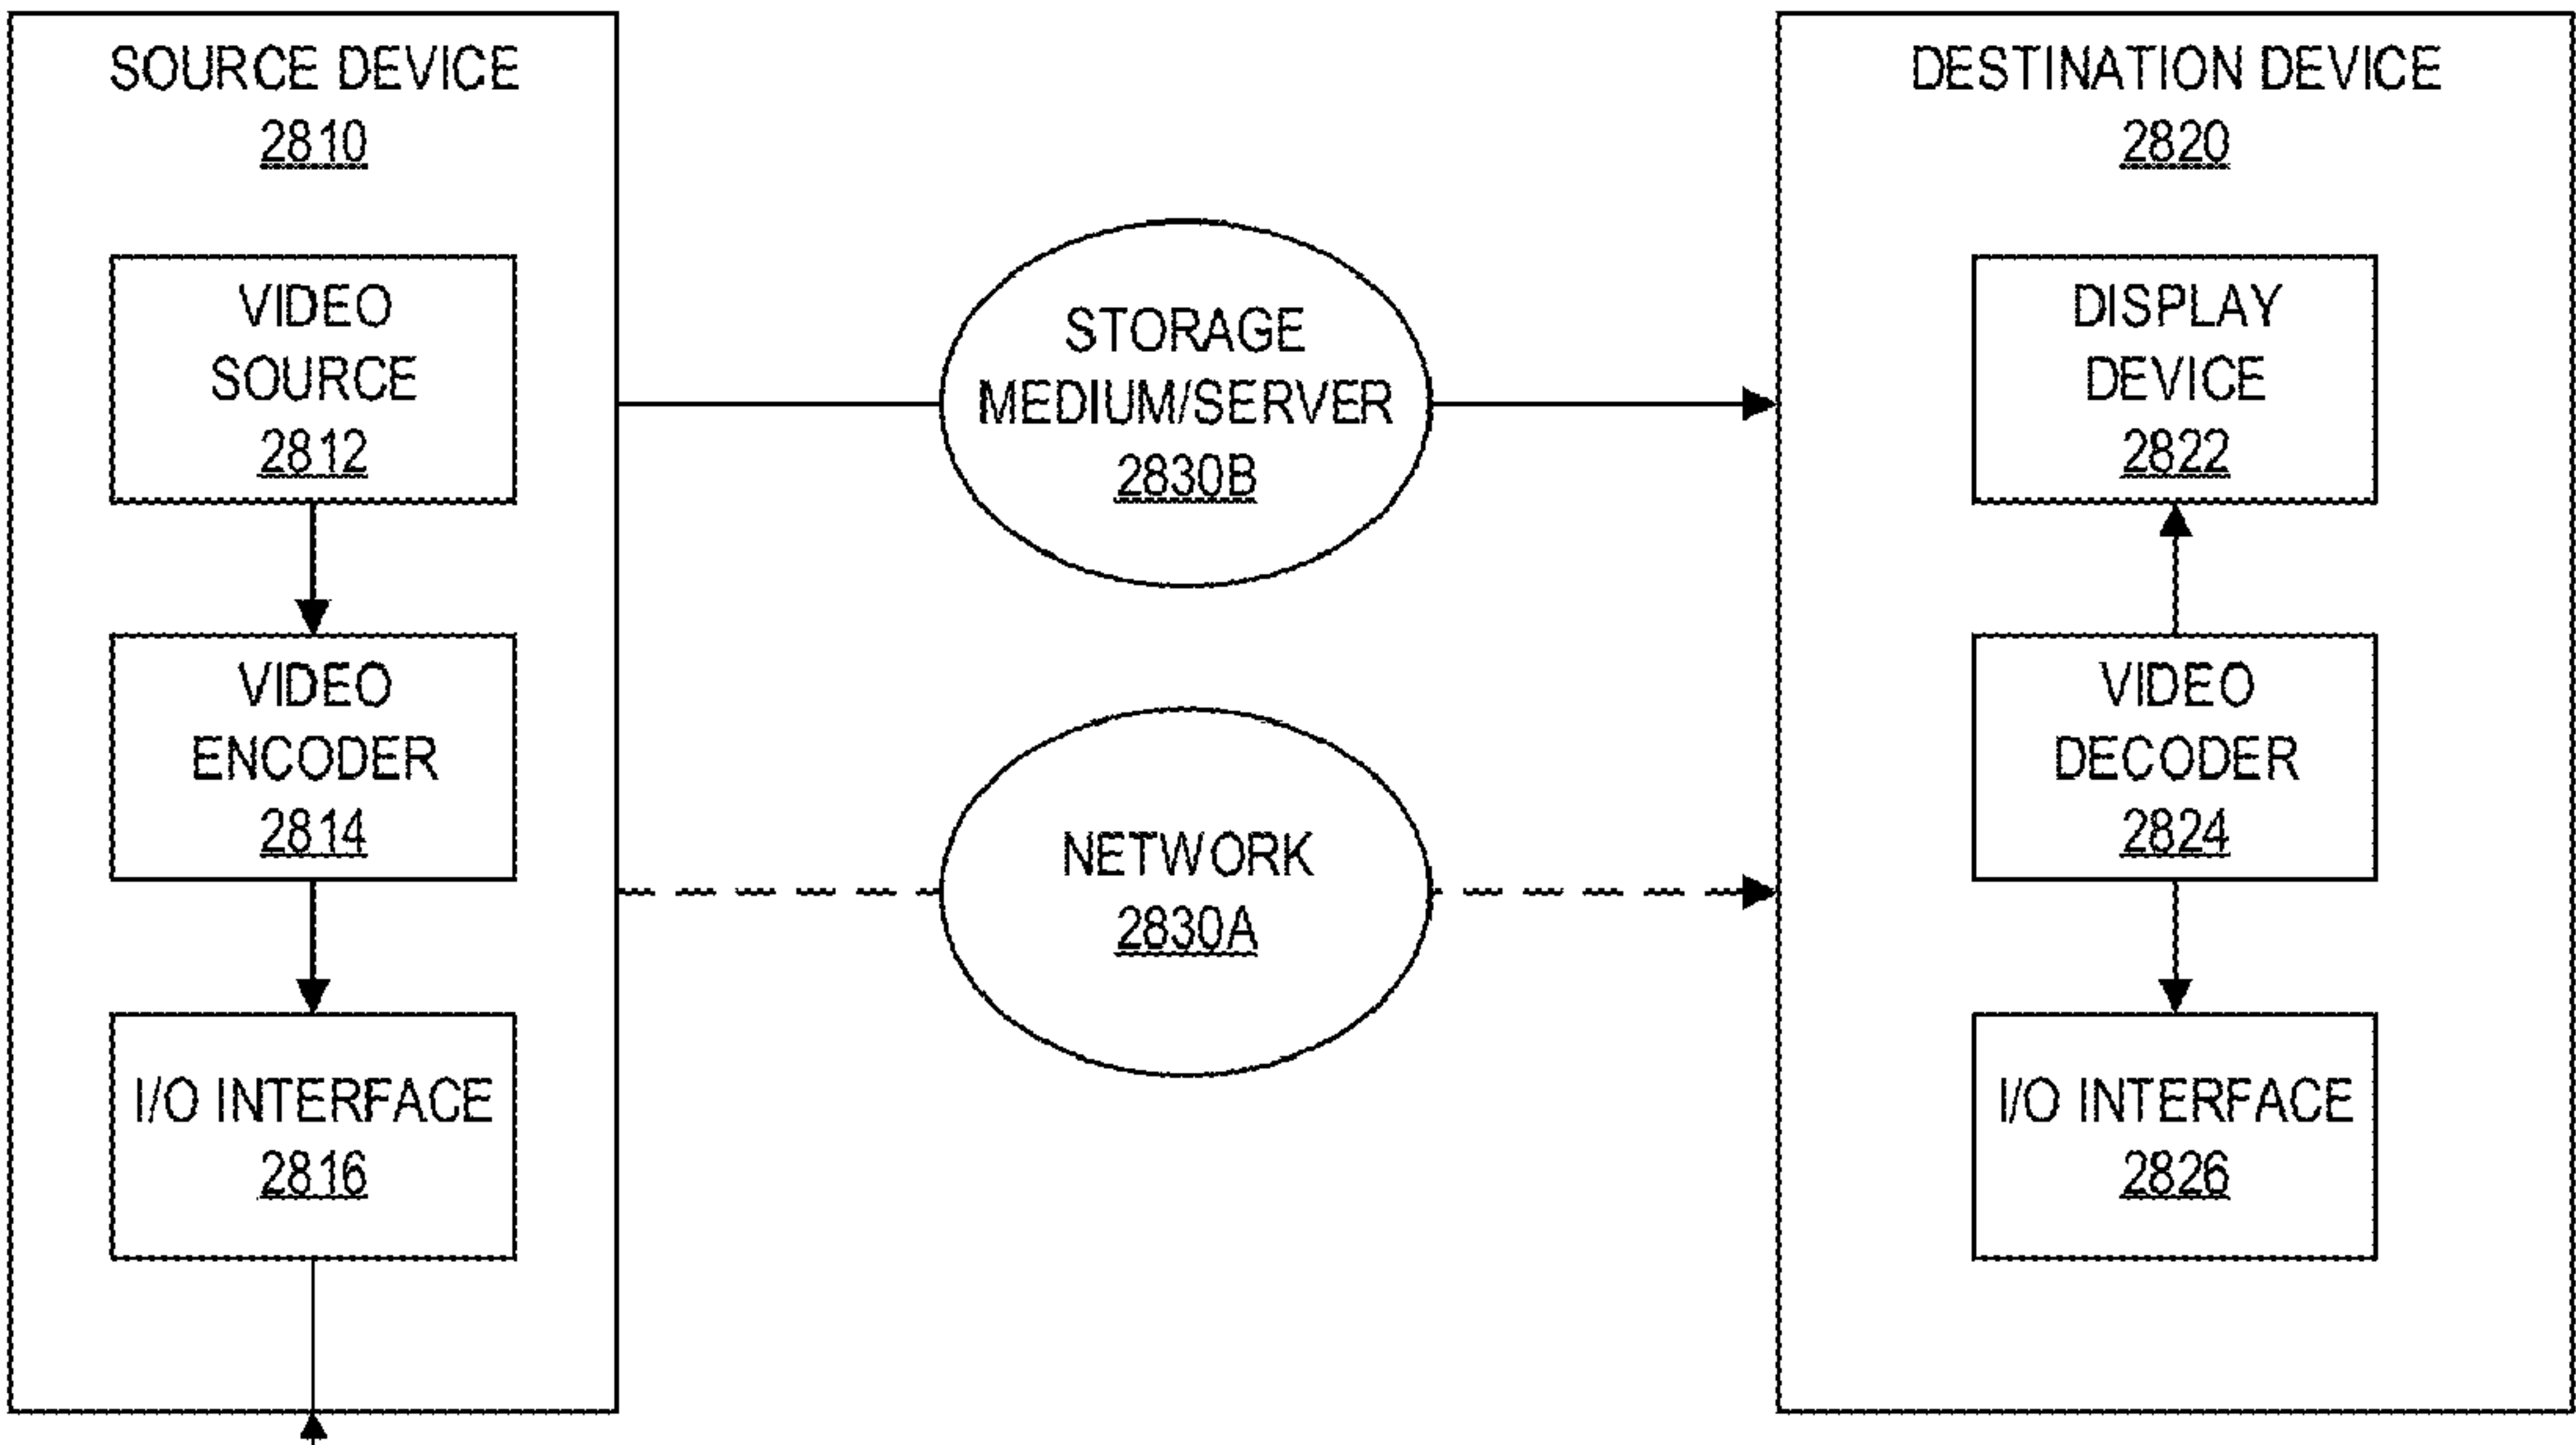 SOURCE DEVICE
2810
VIDEO
SOURCE
2812
VIDEO
ENCODER
2814
I/O INTERFACE
2816
STORAGE
MEDIUM/SERVER
2830B
NETWORK
2830A
DESTINATION DEVICE
2820
DISPLAY
DEVICE
2822
VIDEO
DECODER
2824
I/O INTERFACE
2826